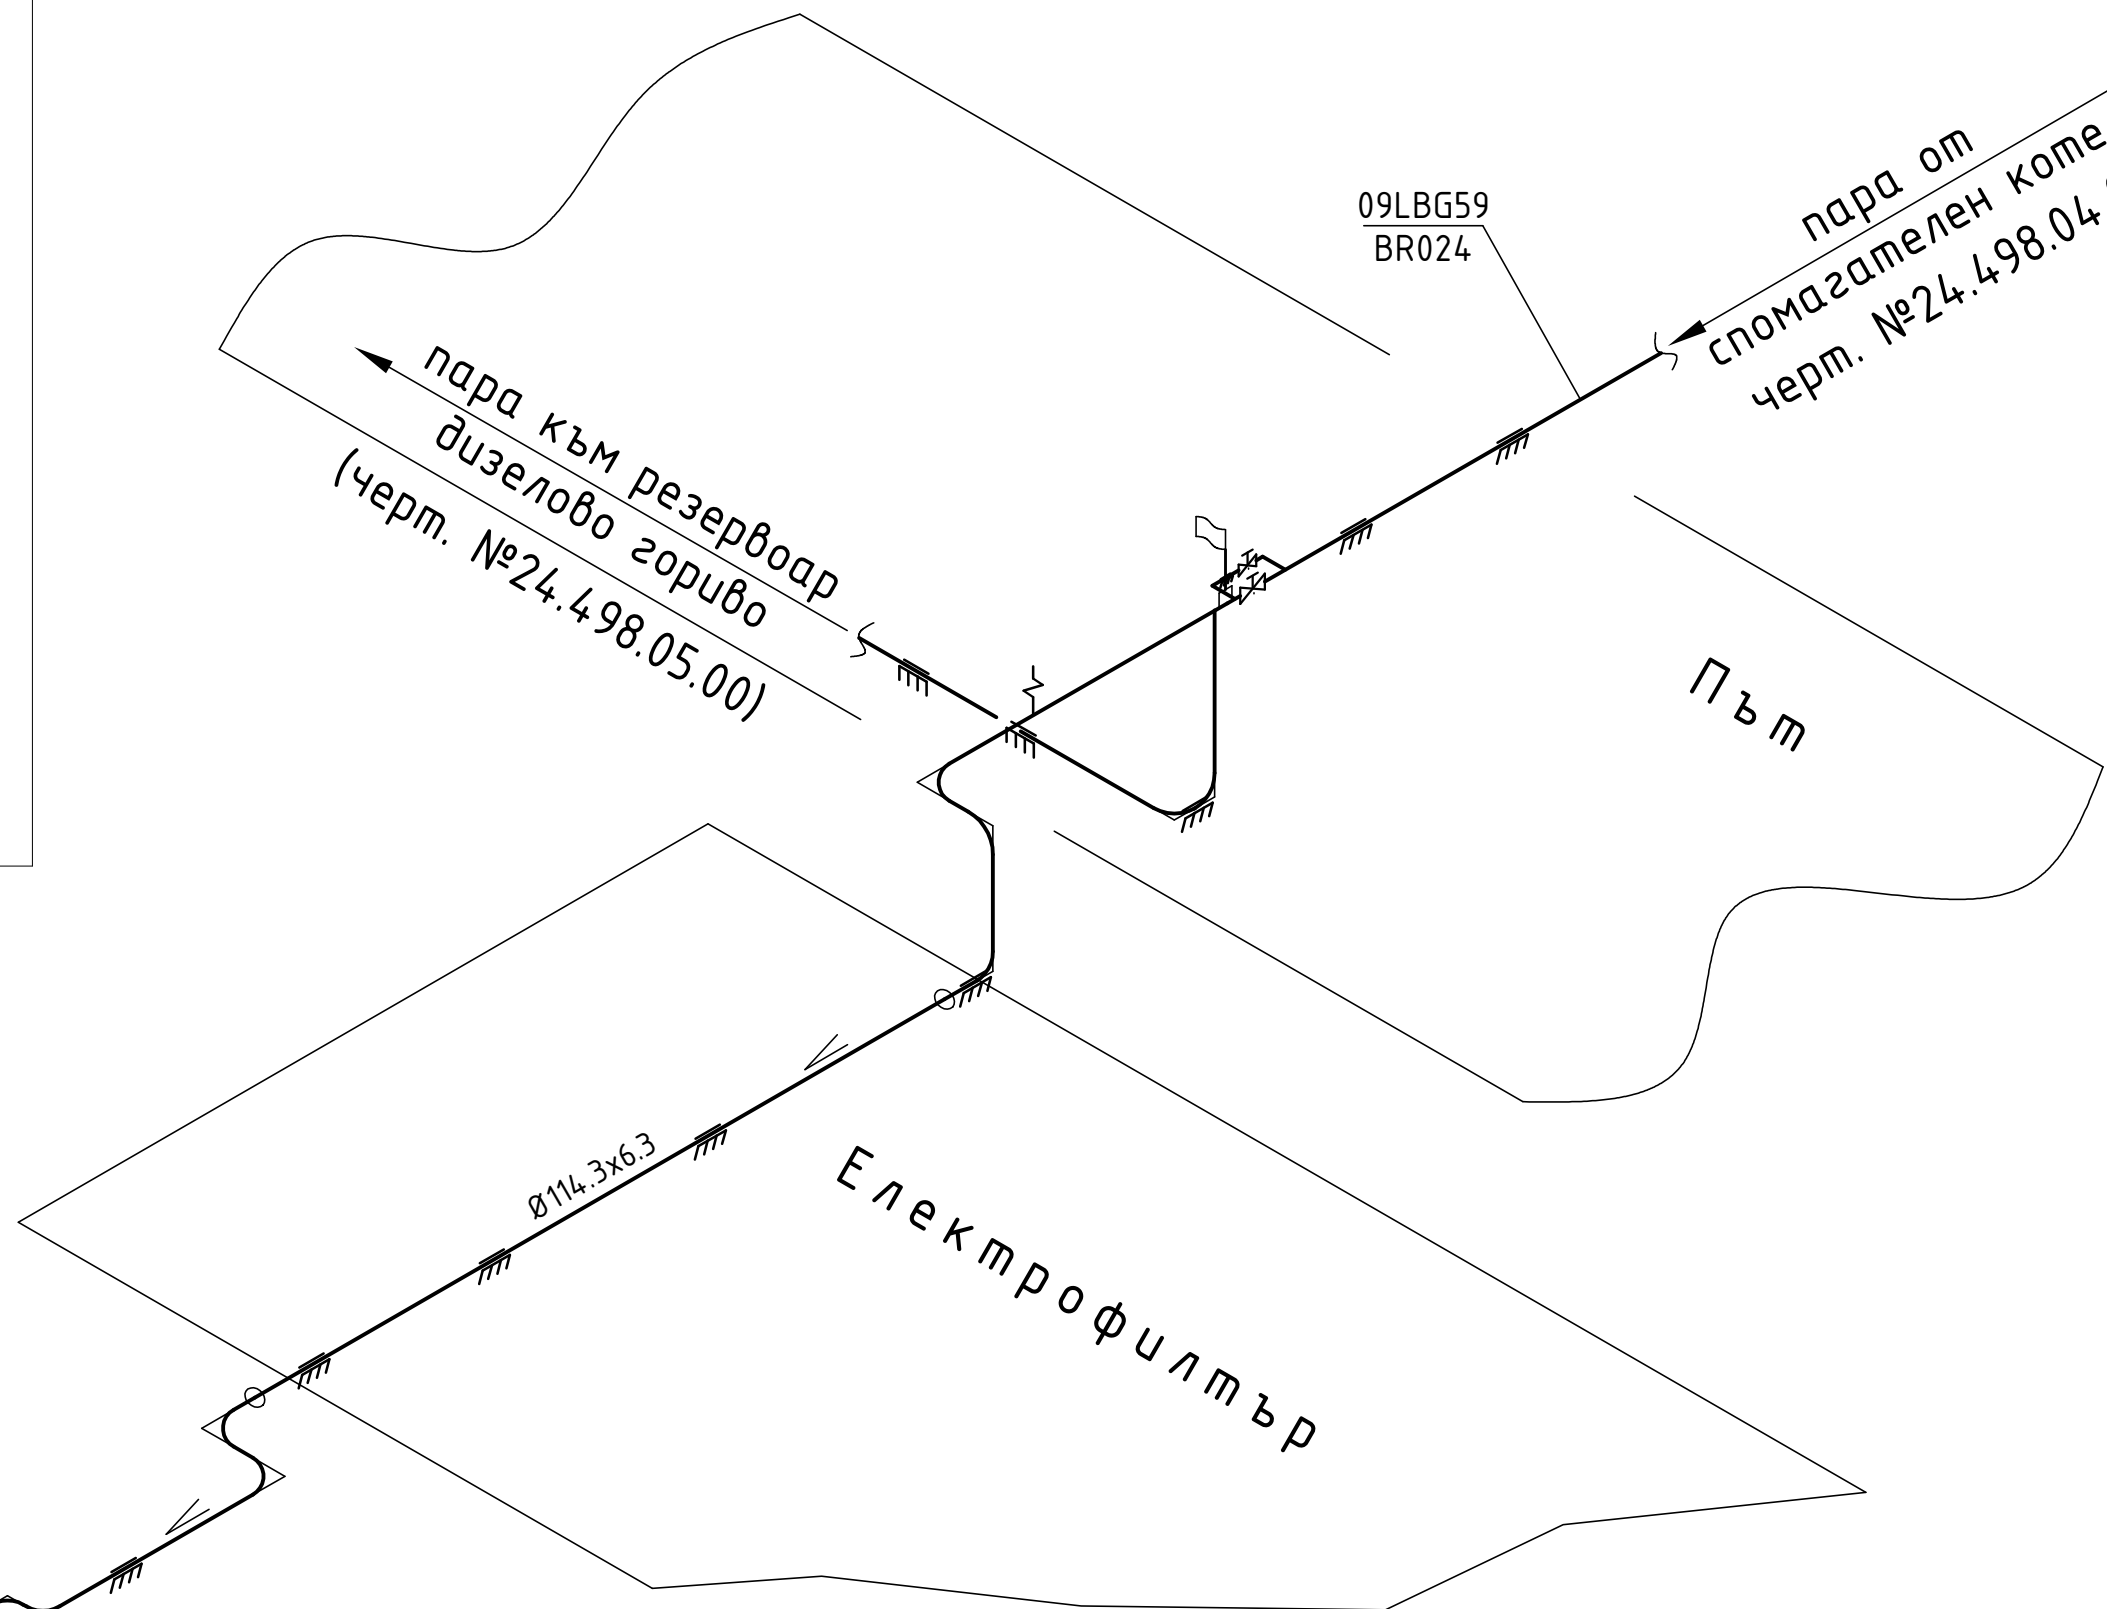 09LBG59
BR024
пара от
спомагателен коте
черт. №24.498.04
пара към резервоар
дизелово гориво
(черт. №24.498.05.00)
Път
Ø114.3x6.3
Електрофилтър